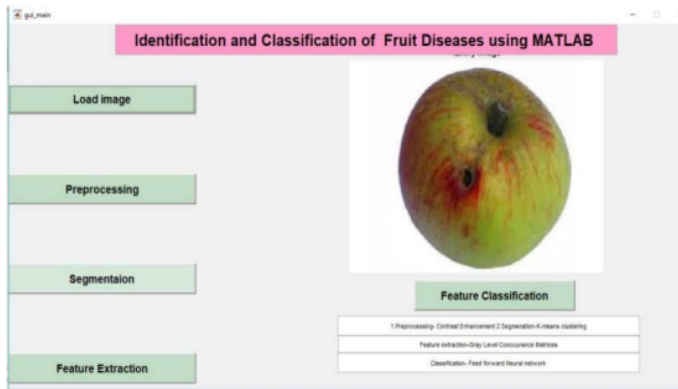 gui_main
Identification and Classification of Fruit Diseases using MATLAB
Load image
Preprocessing
Segmentaion
Feature Extraction
Feature Classification
1.Preprocessing- Contrast Enhancement 2.Segmeration-K-means clustering
Feature extraction-Gray Level Cooccurance Matrices
Classification- Feed forward Neural network